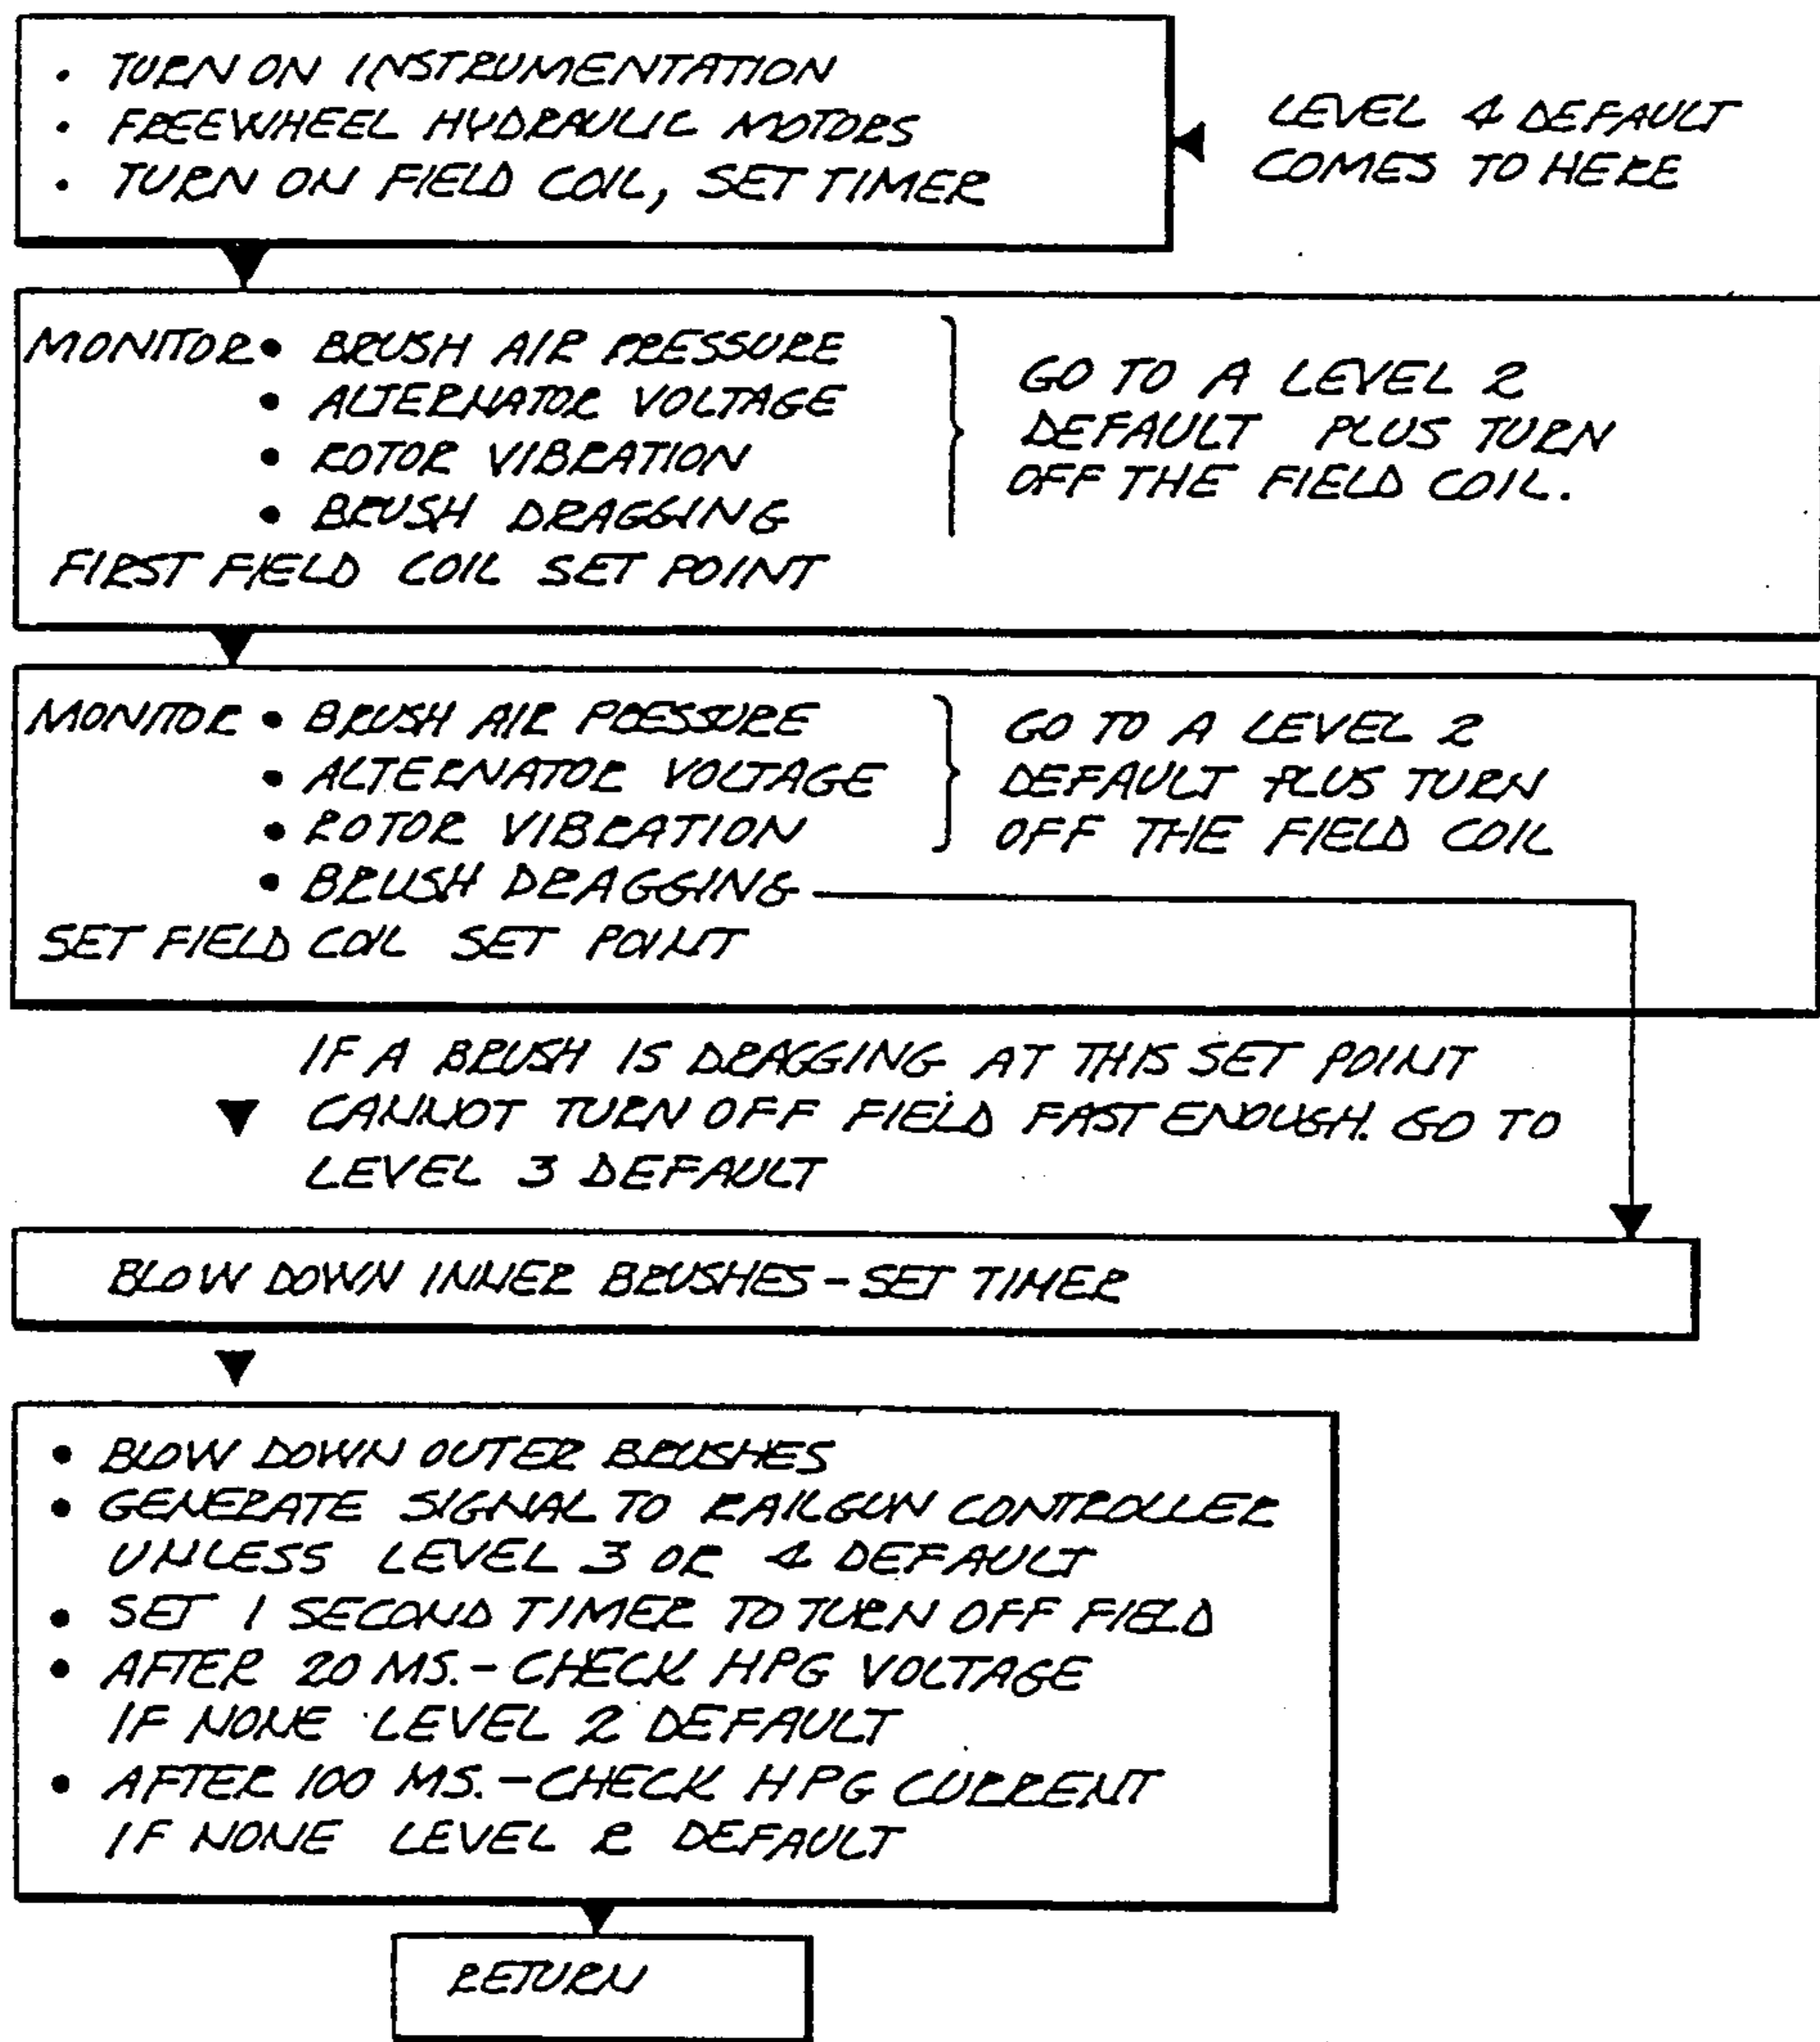 • TURN ON INSTRUMENTATION
• FREEWHEEL HYDRAULIC MOTORS
• TURN ON FIELD COIL, SET TIMER
LEVEL 4 DEFAULT
COMES TO HERE
MONITOR • BRUSH AIR PRESSURE
• ALTERNATOR VOLTAGE
• ROTOR VIBRATION
• BRUSH DRAGGING
GO TO A LEVEL 2
DEFAULT PLUS TURN
OFF THE FIELD COIL.
FIRST FIELD COIL SET POINT
MONITOR • BRUSH AIR PRESSURE
• ALTERNATOR VOLTAGE
• ROTOR VIBRATION
• BRUSH DRAGGING
GO TO A LEVEL 2
DEFAULT PLUS TURN
OFF THE FIELD COIL
SET FIELD COIL SET POINT
IF A BRUSH IS DRAGGING AT THIS SET POINT
CANNOT TURN OFF FIELD FAST ENOUGH. GO TO
LEVEL 3 DEFAULT
BLOW DOWN INNER BRUSHES - SET TIMER
• BLOW DOWN OUTER BRUSHES
• GENERATE SIGNAL TO RAILGUN CONTROLLER
UNLESS LEVEL 3 OR 4 DEFAULT
• SET 1 SECOND TIMER TO TURN OFF FIELD
• AFTER 20 MS. - CHECK HPG VOLTAGE
IF NONE LEVEL 2 DEFAULT
• AFTER 100 MS. - CHECK HPG CURRENT
IF NONE LEVEL 2 DEFAULT
RETURN